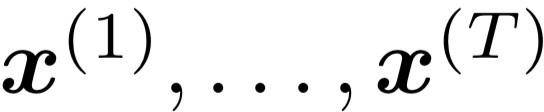 𝒙^{(1)}, . . . , 𝒙^{(T)}